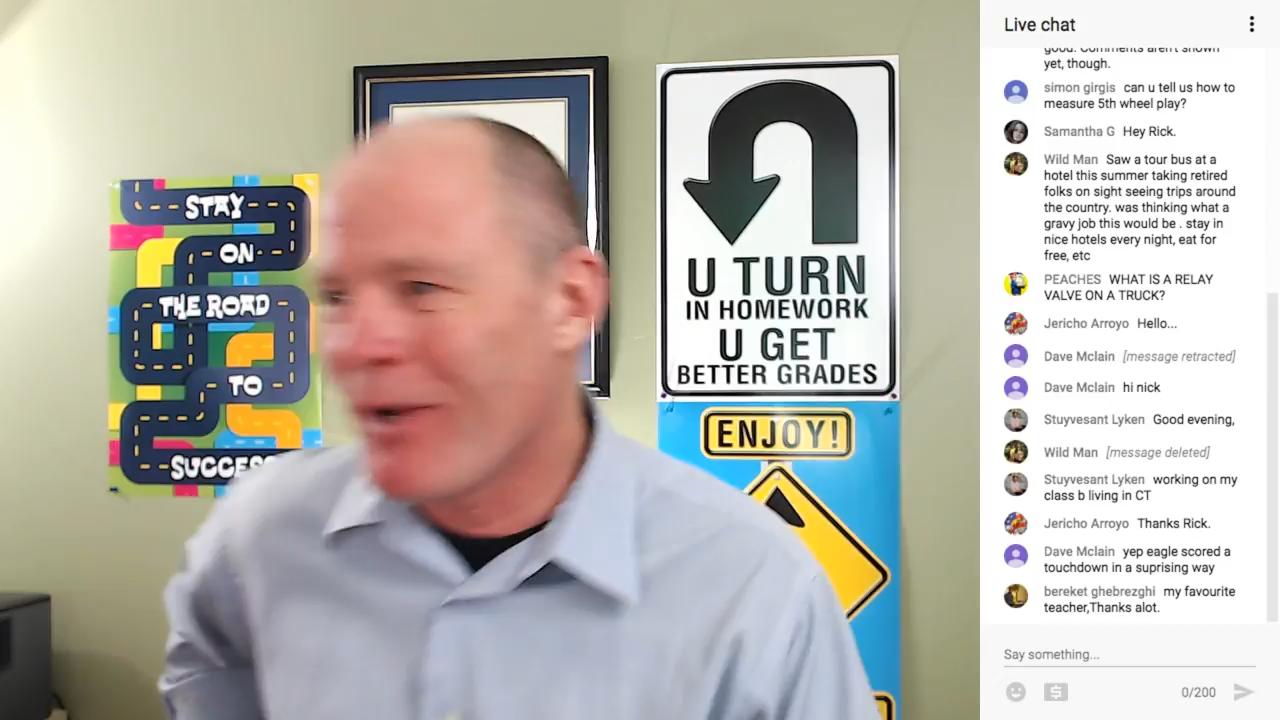 STAY
ON
THE ROAD
TO
SUCCESS
U TURN
IN HOMEWORK
U GET
BETTER GRADES
ENJOY!
Live chat
good. Comments aren't shown
yet, though.
simon girgis can u tell us how to
measure 5th wheel play?
Samantha G Hey Rick.
Wild Man Saw a tour bus at a
hotel this summer taking retired
folks on sight seeing trips around
the country. was thinking what a
gravy job this would be . stay in
nice hotels every night, eat for
free, etc
PEACHES WHAT IS A RELAY
VALVE ON A TRUCK?
Jericho Arroyo Hello...
Dave Mclain [message retracted]
Dave Mclain hi nick
Stuyvesant Lyken Good evening,
Wild Man [message deleted]
Stuyvesant Lyken working on my
class b living in CT
Jericho Arroyo Thanks Rick.
Dave Mclain yep eagle scored a
touchdown in a suprising way
bereket ghebrezghi my favourite
teacher,Thanks alot.
Say something...
0/200